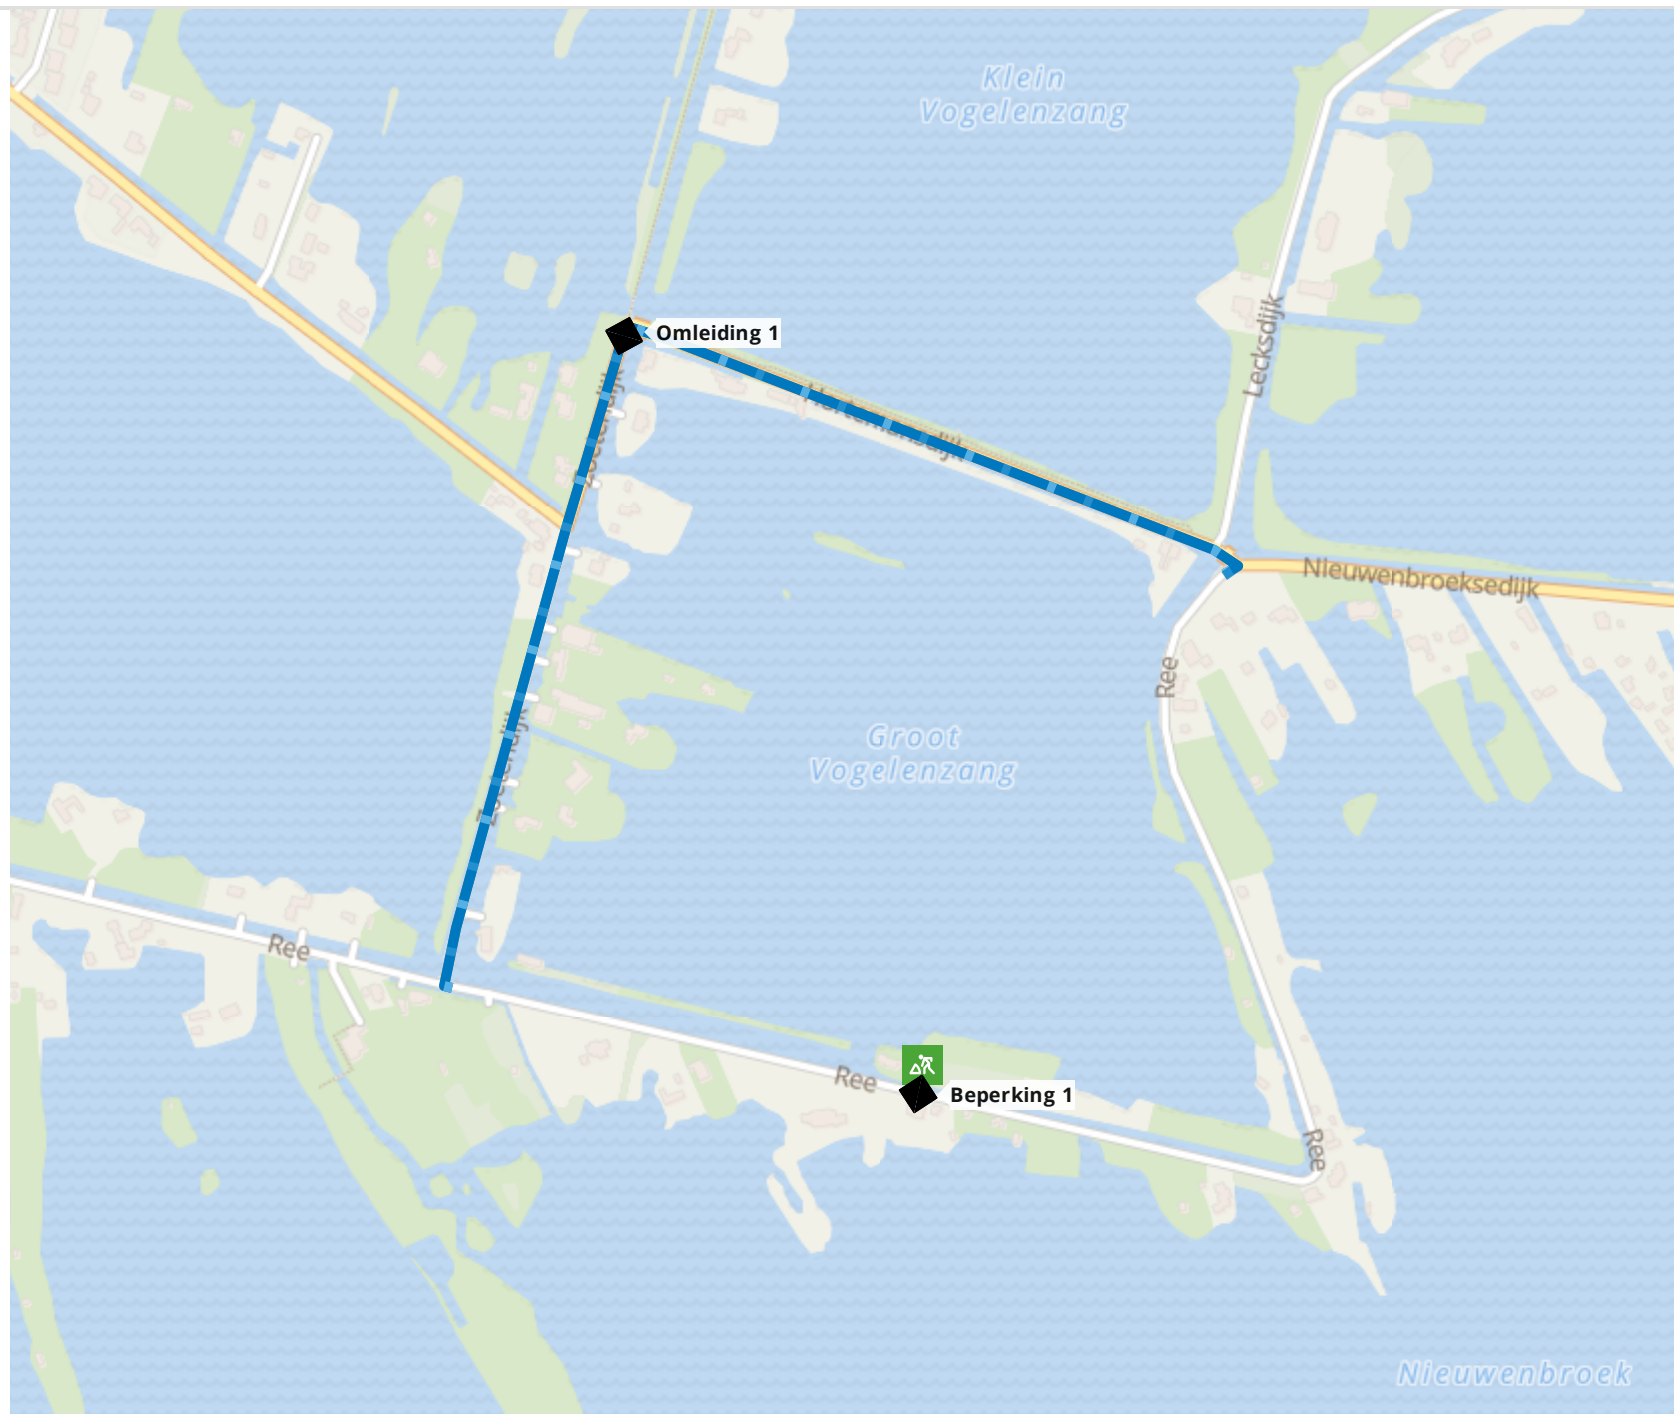 Klein
Vogelenzang
Omleiding 1
Lecksdijk
Nieuwenbroeksedijk
Ree
Groot
Vogelenzang
Ree
Ree
Beperking 1
Ree
Nieuwenbroek